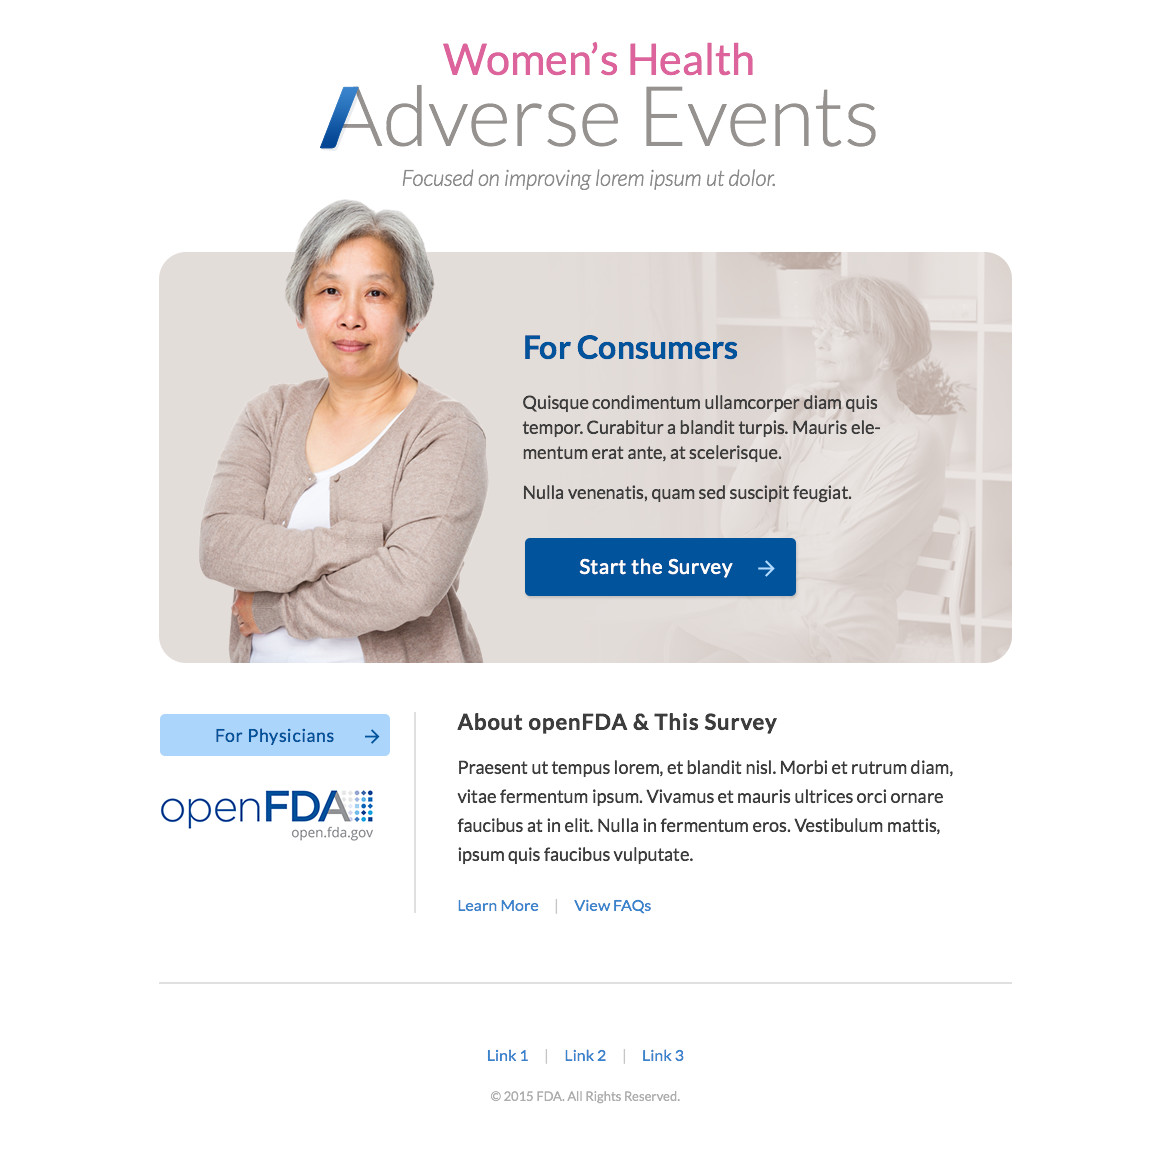 Women’s Health
Adverse Events
Focused on improving lorem ipsum ut dolor.
For Consumers
Quisque condimentum ullamcorper diam quis
tempor. Curabitur a blandit turpis. Mauris ele-
mentum erat ante, at scelerisque.
Nulla venenatis, quam sed suscipit feugiat.
Start the Survey
For Physicians
openFDA
open.fda.gov
About openFDA & This Survey
Praesent ut tempus lorem, et blandit nisl. Morbi et rutrum diam,
vitae fermentum ipsum. Vivamus et mauris ultrices orci ornare
faucibus at in elit. Nulla in fermentum eros. Vestibulum mattis,
ipsum quis faucibus vulputate.
Learn More | View FAQs
Link 1 | Link 2 | Link 3
© 2015 FDA. All Rights Reserved.